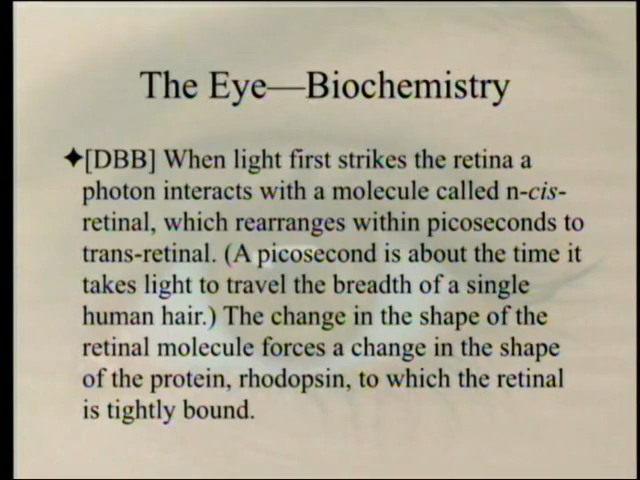 The Eye—Biochemistry
✦[DBB] When light first strikes the retina a
photon interacts with a molecule called n-cis-
retinal, which rearranges within picoseconds to
trans-retinal. (A picosecond is about the time it
takes light to travel the breadth of a single
human hair.) The change in the shape of the
retinal molecule forces a change in the shape
of the protein, rhodopsin, to which the retinal
is tightly bound.